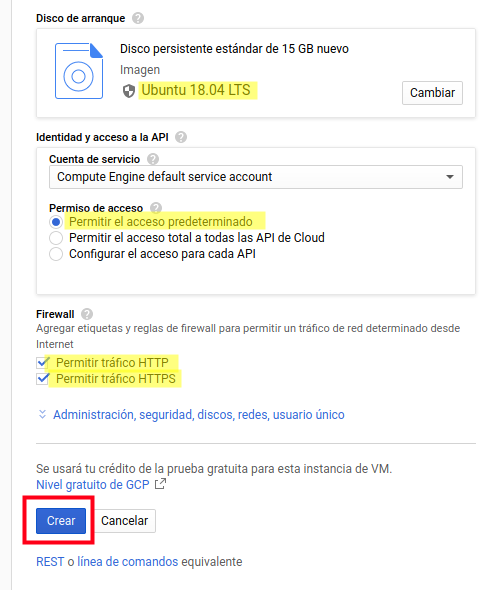 Disco de arranque ?
Disco persistente estándar de 15 GB nuevo
Imagen
Ubuntu 18.04 LTS
Cambiar
Identidad y acceso a la API ?
Cuenta de servicio ?
Compute Engine default service account
Permiso de acceso ?
Permitir el acceso predeterminado
Permitir el acceso total a todas las API de Cloud
Configurar el acceso para cada API
Firewall ?
Agregar etiquetas y reglas de firewall para permitir un tráfico de red determinado desde
Internet
Permitir tráfico HTTP
Permitir tráfico HTTPS
Administración, seguridad, discos, redes, usuario único
Se usará tu crédito de la prueba gratuita para esta instancia de VM.
Nivel gratuito de GCP
Crear Cancelar
REST o línea de comandos equivalente